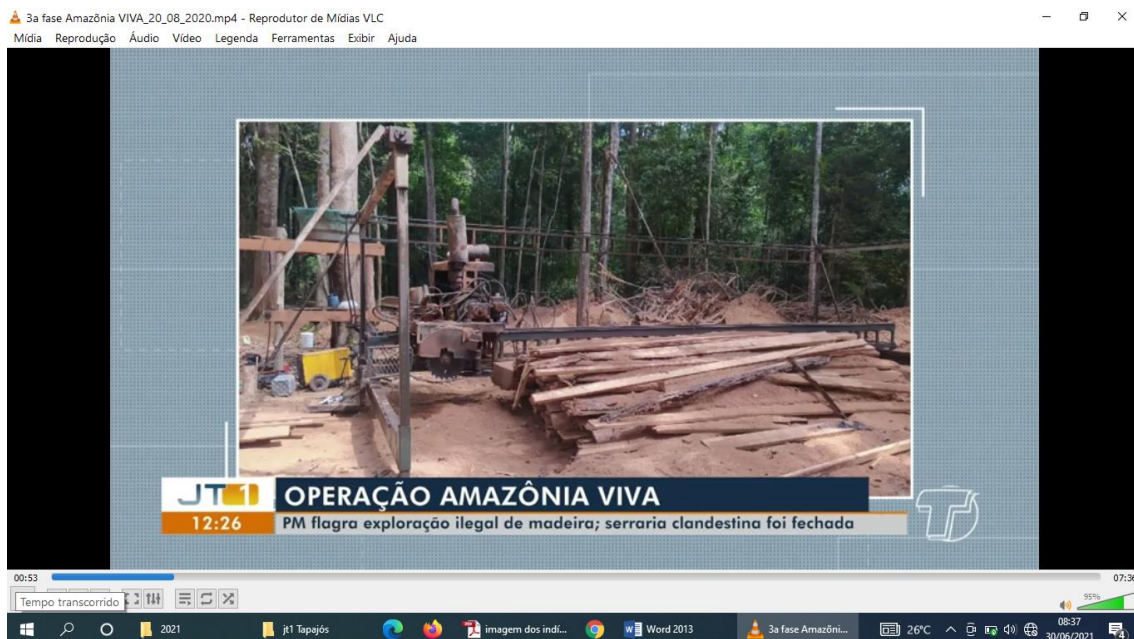 3a fase Amazônia VIVA_20_08_2020.mp4 - Reprodutor de Mídias VLC
Mídia Reprodução Áudio Vídeo Legenda Ferramentas Exibir Ajuda
JT1 OPERAÇÃO AMAZÔNIA VIVA
12:26 PM flagra exploração ilegal de madeira; serraria clandestina foi fechada
00:53 07:36
Tempo transcorrido 95%
2021 jt1 Tapajós imagem dos indí... Word 2013 3a fase Amazôni... 26°C 08:37
30/06/2021 4